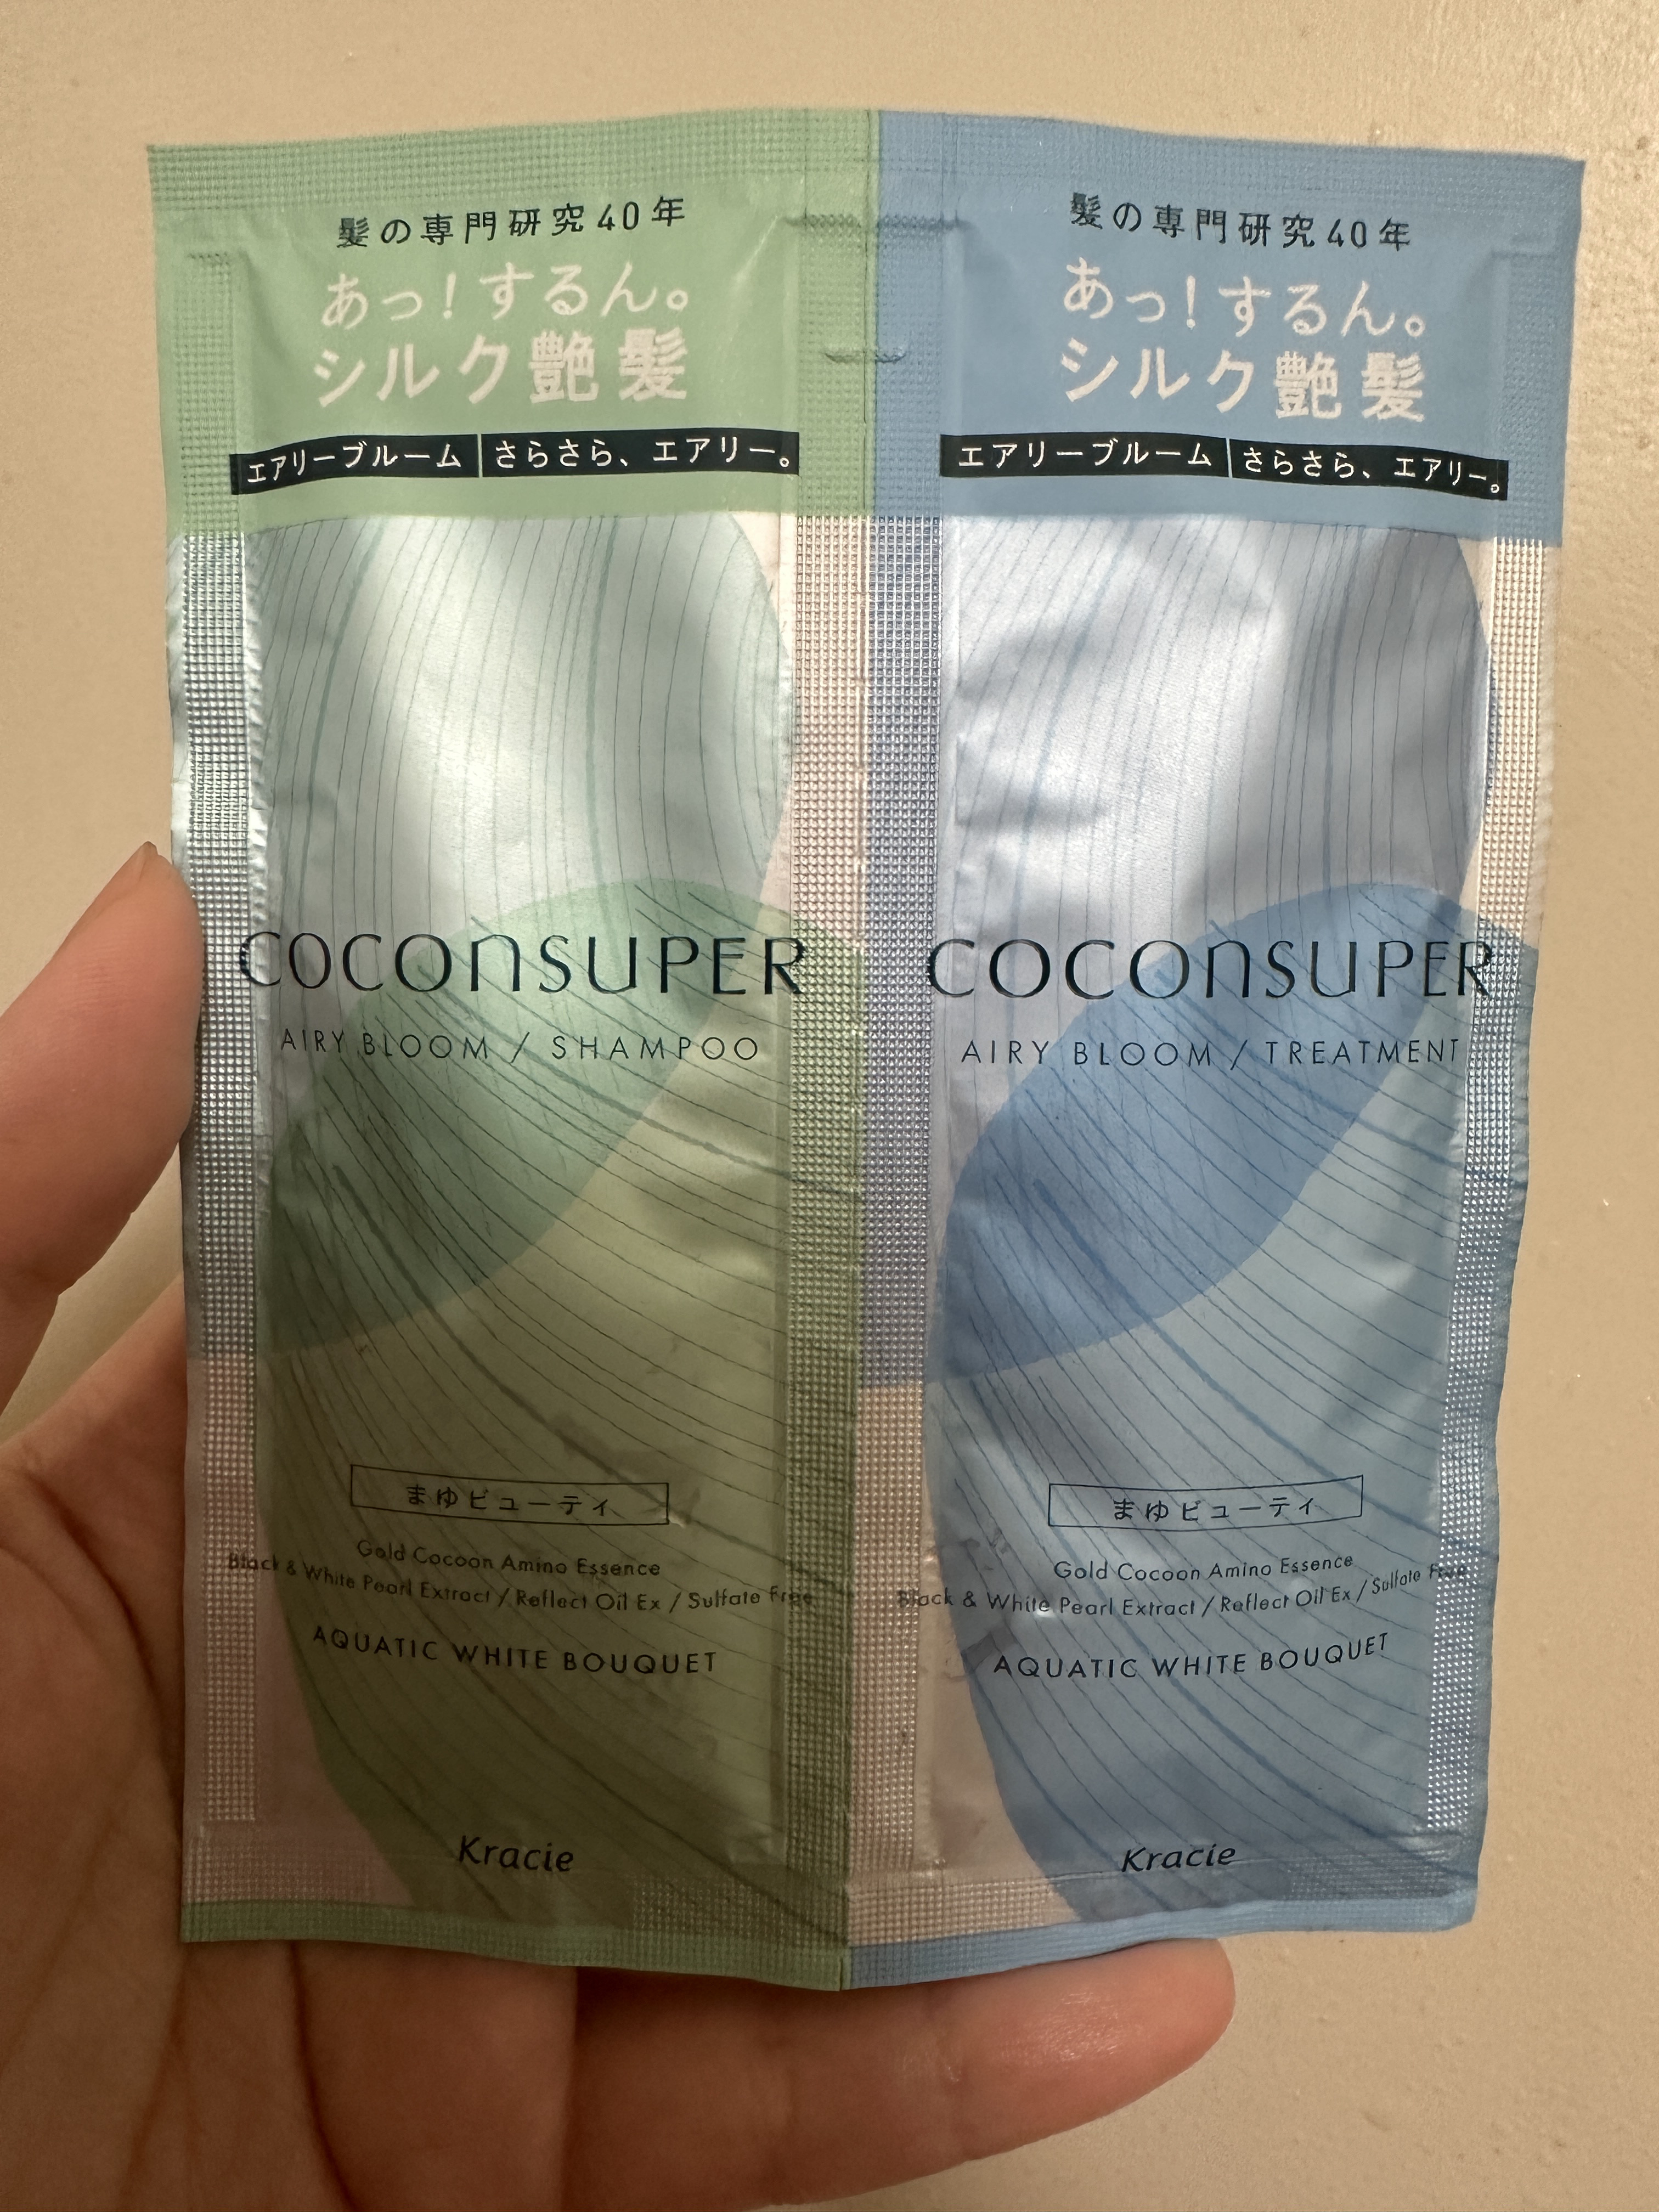 髪の専門研究40年
あっ!するん。
シルク艶髪
エアリーブルーム さらさら、エアリー。
COCONSUPER
AIRY BLOOM / SHAMPOO
まゆビューティ
Gold Cocoon Amino Essence
Black & White Pearl Extract / Reflect Oil Ex / Sulfate Free
AQUATIC WHITE BOUQUET
Kracie
髪の専門研究40年
あっ!するん。
シルク艶髪
エアリーブルーム さらさら、エアリー。
COCONSUPER
AIRY BLOOM / TREATMENT
まゆビューティ
Gold Cocoon Amino Essence
Black & White Pearl Extract / Reflect Oil Ex / Sulfate Free
AQUATIC WHITE BOUQUET
Kracie